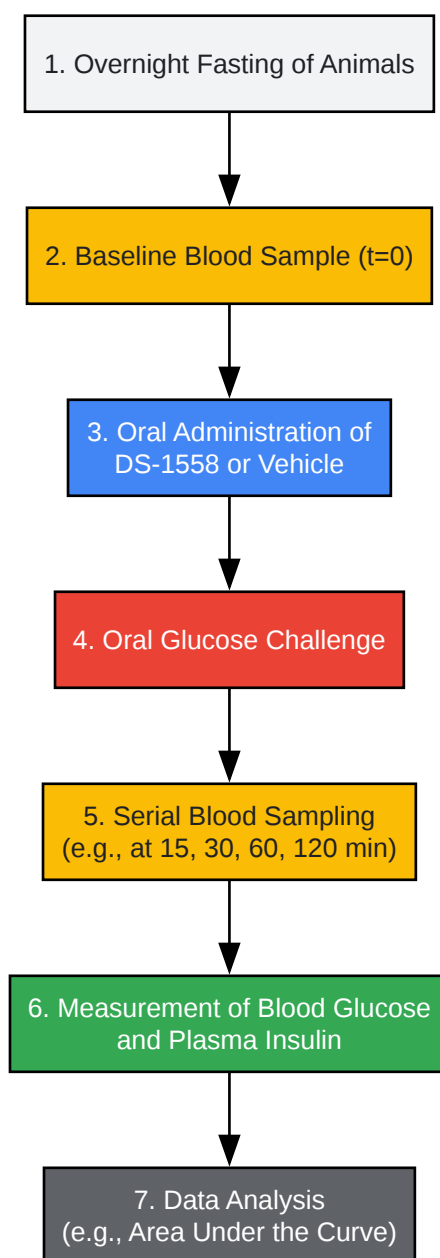 1. Overnight Fasting of Animals
2. Baseline Blood Sample (t=0)
3. Oral Administration of
DS-1558 or Vehicle
4. Oral Glucose Challenge
5. Serial Blood Sampling
(e.g., at 15, 30, 60, 120 min)
6. Measurement of Blood Glucose
and Plasma Insulin
7. Data Analysis
(e.g., Area Under the Curve)